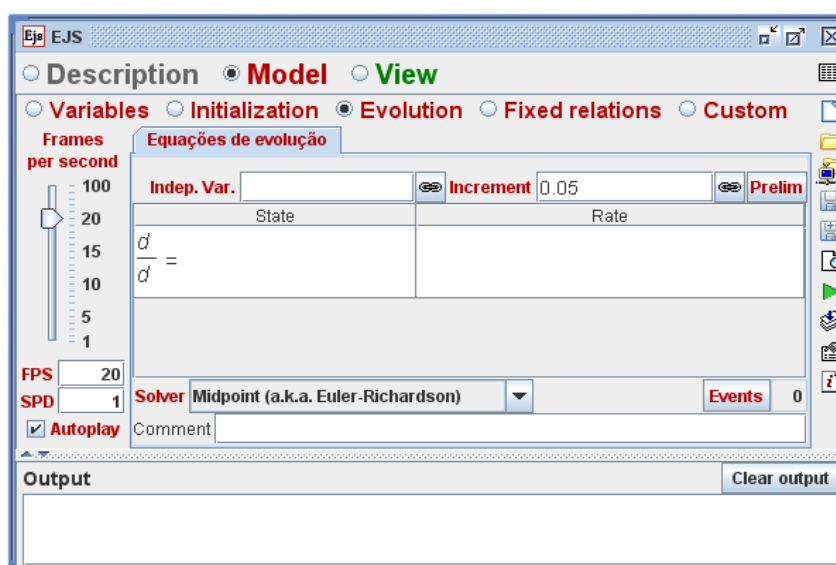 Ejs EJS
Description Model View
Variables Initialization Evolution Fixed relations Custom
Frames per second
Equações de evolução
100
20
15
10
5
1
Indep. Var. Increment 0.05 Prelim
State Rate
d
d =
FPS 20
SPD 1
Autoplay
Solver Midpoint (a.k.a. Euler-Richardson) Events 0
Comment
Output Clear output